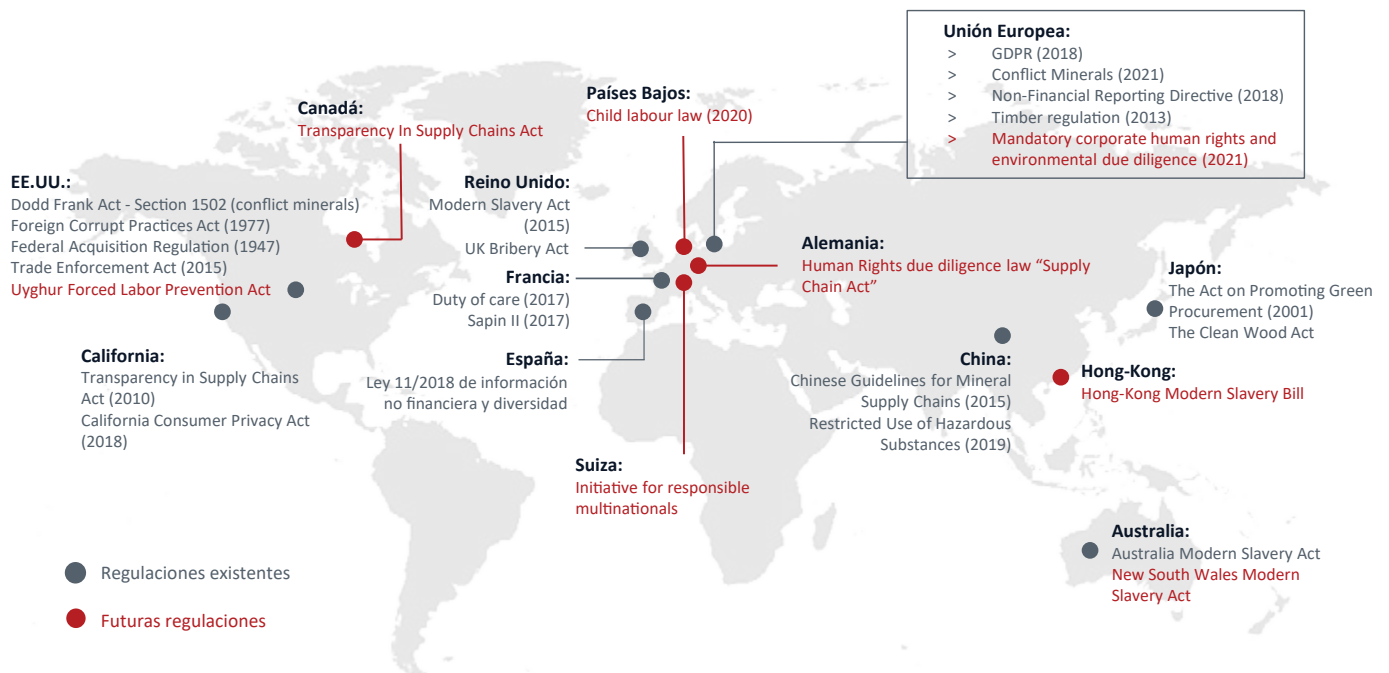 Unión Europea:
> GDPR (2018)
> Conflict Minerals (2021)
> Non-Financial Reporting Directive (2018)
> Timber regulation (2013)
> Mandatory corporate human rights and
environmental due diligence (2021)
Países Bajos:
Child labour law (2020)
Canadá:
Transparency In Supply Chains Act
EE.UU.:
Dodd Frank Act - Section 1502 (conflict minerals)
Foreign Corrupt Practices Act (1977)
Federal Acquisition Regulation (1947)
Trade Enforcement Act (2015)
Uyghur Forced Labor Prevention Act
Reino Unido:
Modern Slavery Act
(2015)
UK Bribery Act
Francia:
Duty of care (2017)
Sapin II (2017)
Alemania:
Human Rights due diligence law “Supply
Chain Act”
Japón:
The Act on Promoting Green
Procurement (2001)
The Clean Wood Act
California:
Transparency in Supply Chains
Act (2010)
California Consumer Privacy Act
(2018)
España:
Ley 11/2018 de información
no financiera y diversidad
China:
Chinese Guidelines for Mineral
Supply Chains (2015)
Restricted Use of Hazardous
Substances (2019)
Hong-Kong:
Hong-Kong Modern Slavery Bill
Suiza:
Initiative for responsible
multinationals
Australia:
Australia Modern Slavery Act
New South Wales Modern
Slavery Act
Regulaciones existentes
Futuras regulaciones